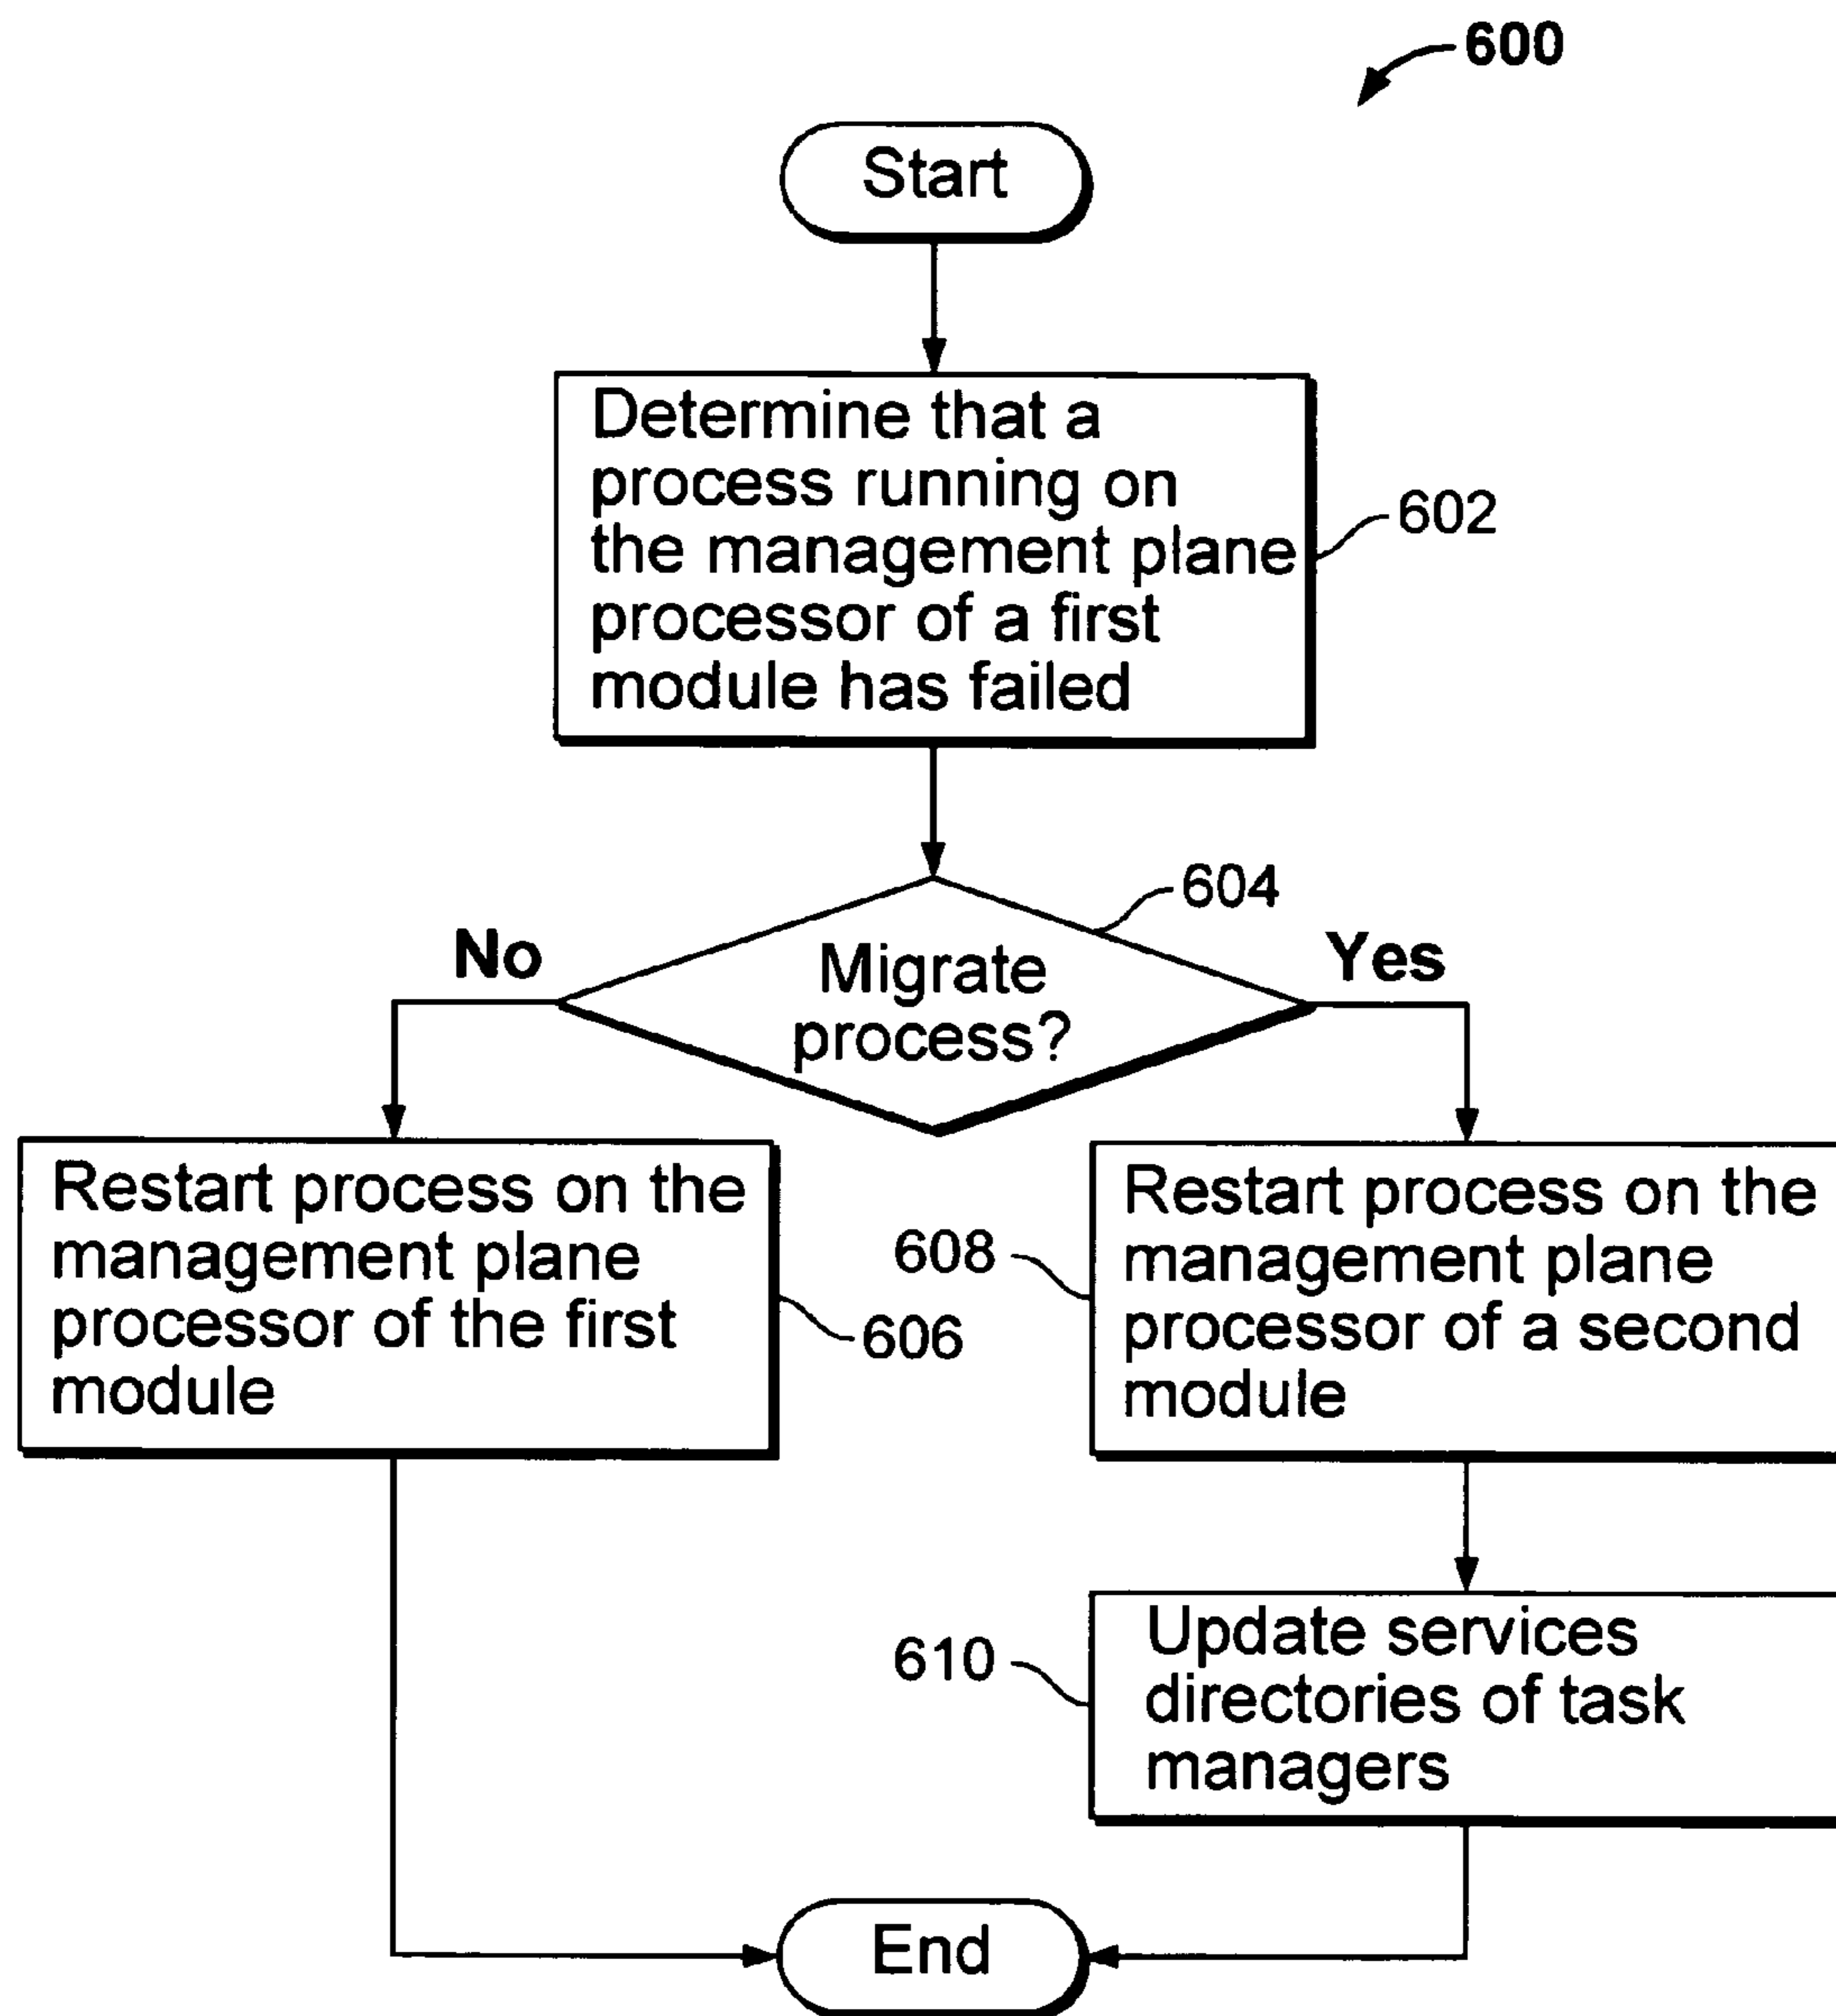 600
Start
Determine that a
process running on
the management plane
processor of a first
module has failed
602
604
No
Migrate
process?
Yes
Restart process on the
management plane
processor of the first
module
606
608
Restart process on the
management plane
processor of a second
module
610
Update services
directories of task
managers
End